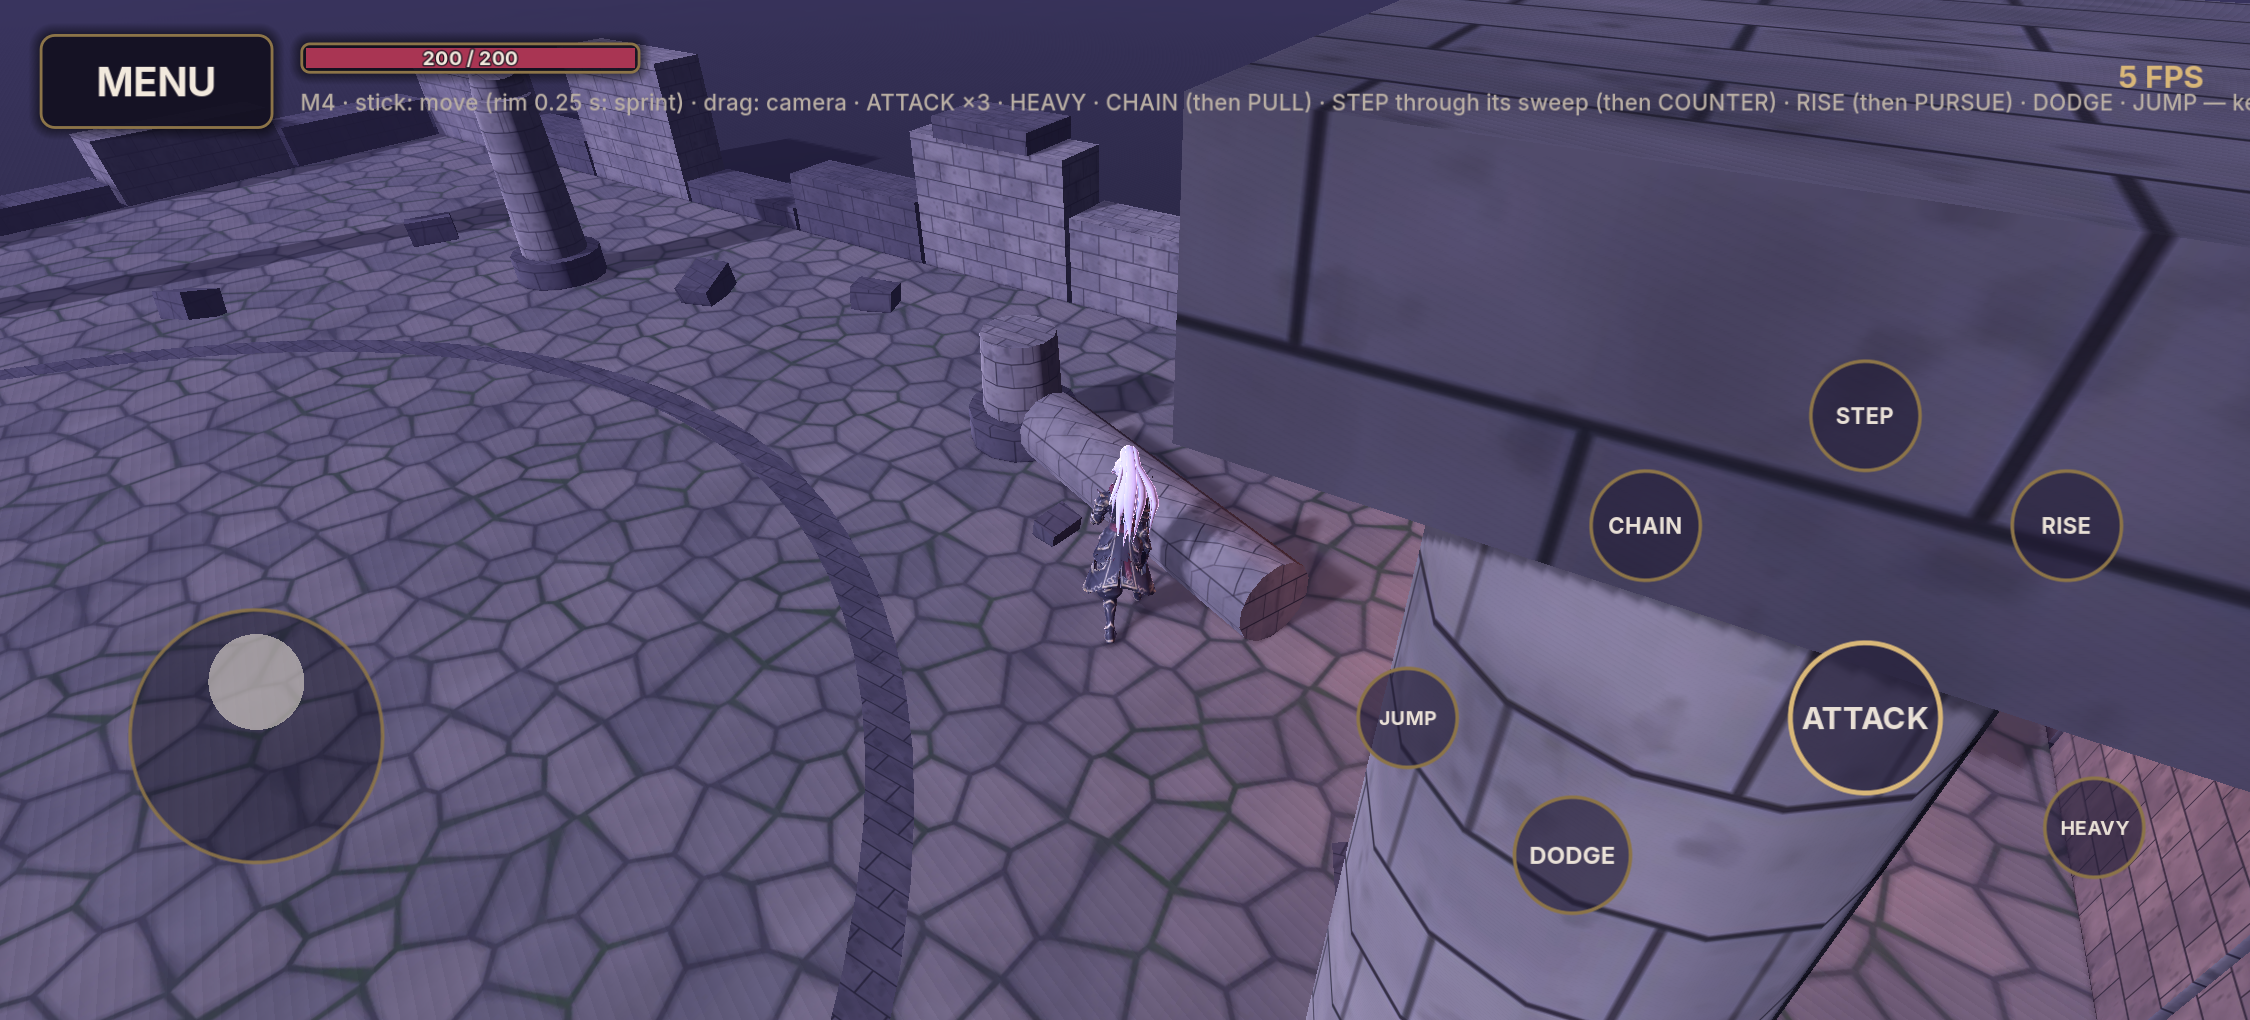 MENU
200 / 200
5 FPS
M4 · stick: move (rim 0.25 s: sprint) · drag: camera · ATTACK ×3 · HEAVY · CHAIN (then PULL) · STEP through its sweep (then COUNTER) · RISE (then PURSUE) · DODGE · JUMP — ke
STEP
CHAIN
RISE
JUMP
ATTACK
HEAVY
DODGE